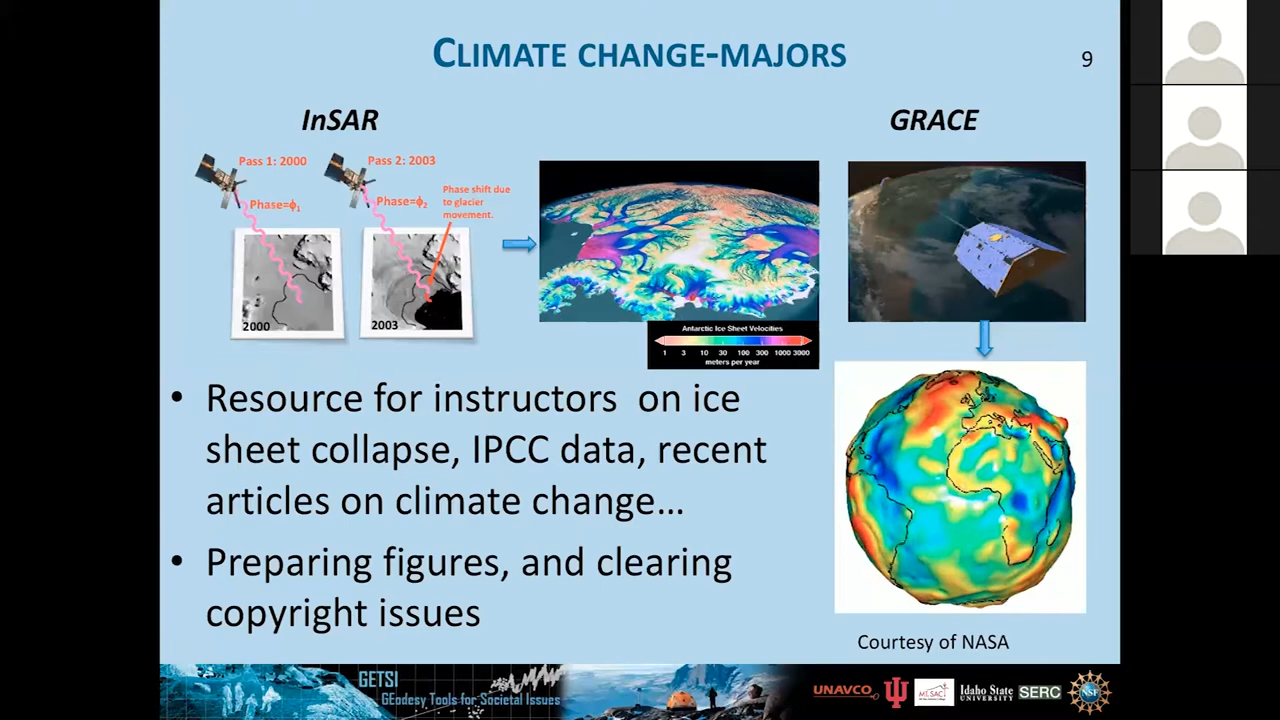 CLIMATE CHANGE-MAJORS
9
InSAR
GRACE
Pass 1: 2000
Pass 2: 2003
Phase=ϕ1
Phase=ϕ2
Phase shift due
to glacier
movement.
2000
2003
Antarctic Ice Sheet Velocities
1 3 10 30 100 300 1000 3000
meters per year
• Resource for instructors on ice
sheet collapse, IPCC data, recent
articles on climate change…
• Preparing figures, and clearing
copyright issues
Courtesy of NASA
GETSI
GEodesy Tools for Societal Issues
UNAVCO
Idaho State
UNIVERSITY
SERC
NSF